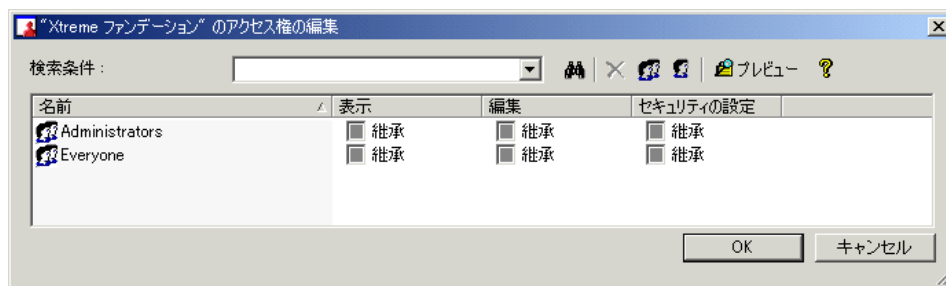 "Xtreme ファンデーション" のアクセス権の編集
検索条件 :
プレビュー
名前 表示 編集 セキュリティの設定
Administrators 継承 継承 継承
Everyone 継承 継承 継承
OK キャンセル